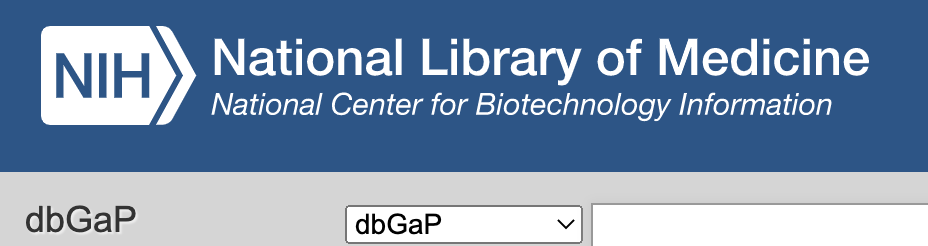 NIH
National Library of Medicine
National Center for Biotechnology Information
dbGaP
dbGaP